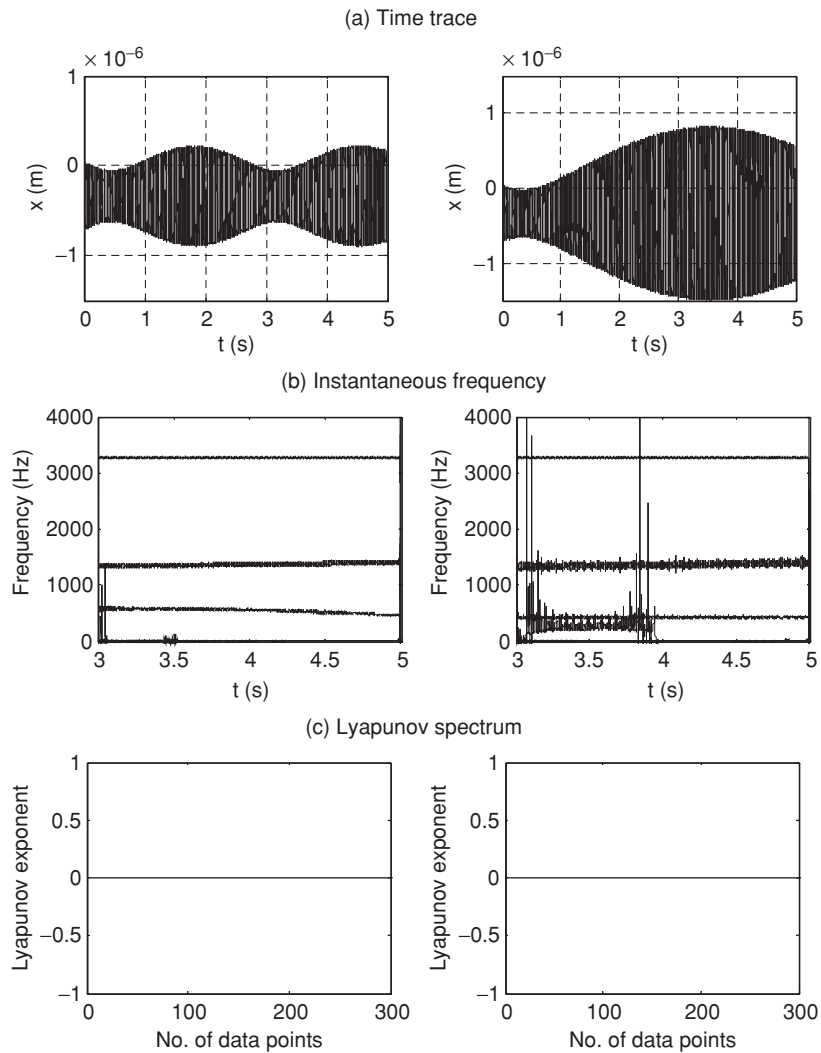 (a) Time trace
× 10⁻⁶
1
0
−1
x (m)
0 1 2 3 4 5
t (s)
× 10⁻⁶
1
0
−1
x (m)
0 1 2 3 4 5
t (s)
(b) Instantaneous frequency
4000
3000
2000
1000
0
Frequency (Hz)
3 3.5 4 4.5 5
t (s)
4000
3000
2000
1000
0
Frequency (Hz)
3 3.5 4 4.5 5
t (s)
(c) Lyapunov spectrum
1
0.5
0
−0.5
−1
Lyapunov exponent
0 100 200 300
No. of data points
1
0.5
0
−0.5
−1
Lyapunov exponent
0 100 200 300
No. of data points